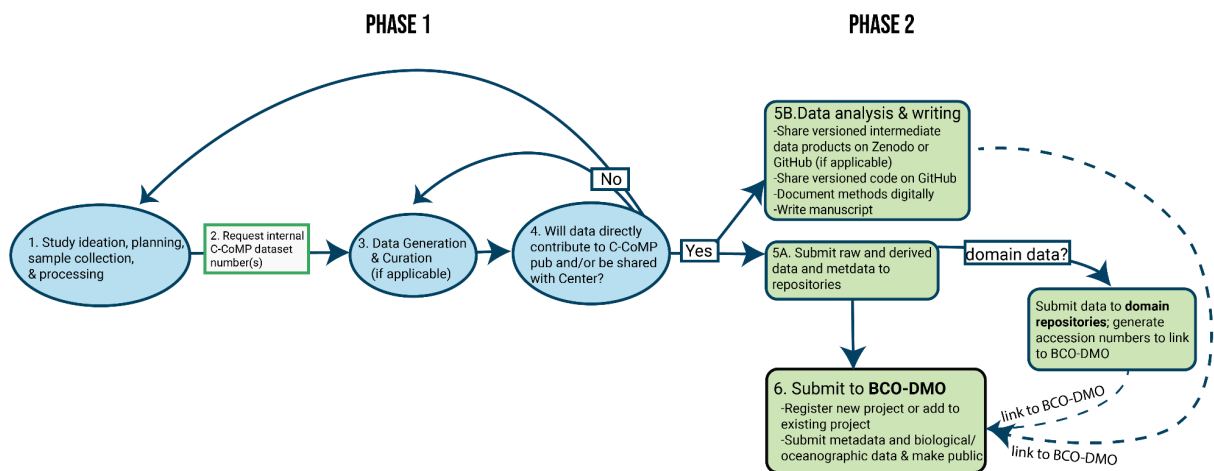 PHASE 1
PHASE 2
1. Study ideation, planning,
sample collection,
& processing
2. Request internal
C-CoMP dataset
number(s)
3. Data Generation
& Curation
(if applicable)
4. Will data directly
contribute to C-CoMP
pub and/or be shared
with Center?
No
Yes
5B.Data analysis & writing
-Share versioned intermediate
data products on Zenodo or
GitHub (if applicable)
-Share versioned code on GitHub
-Document methods digitally
-Write manuscript
5A. Submit raw and derived
data and metdata to
repositories
domain data?
Submit data to domain
repositories; generate
accession numbers to link
to BCO-DMO
6. Submit to BCO-DMO
-Register new project or add to
existing project
-Submit metadata and biological/
oceanographic data & make public
link to BCO-DMO
link to BCO-DMO